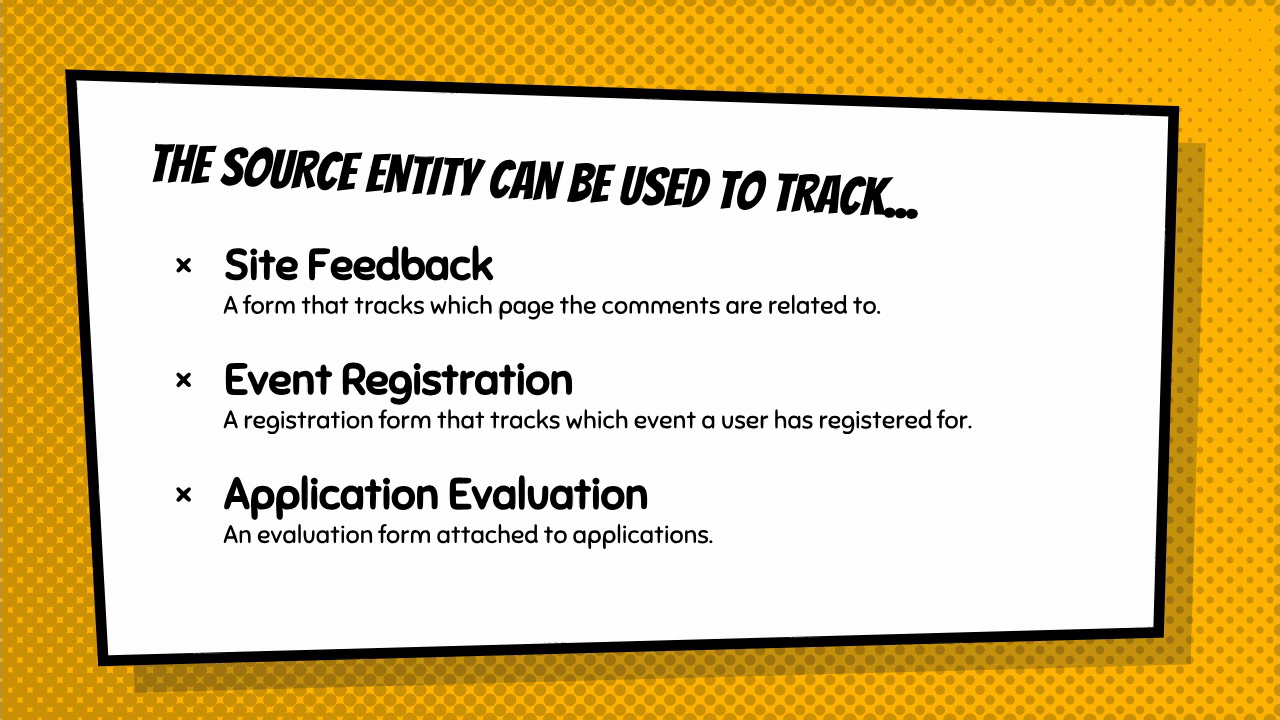 THE SOURCE ENTITY CAN BE USED TO TRACK...
× Site Feedback
A form that tracks which page the comments are related to.
× Event Registration
A registration form that tracks which event a user has registered for.
× Application Evaluation
An evaluation form attached to applications.